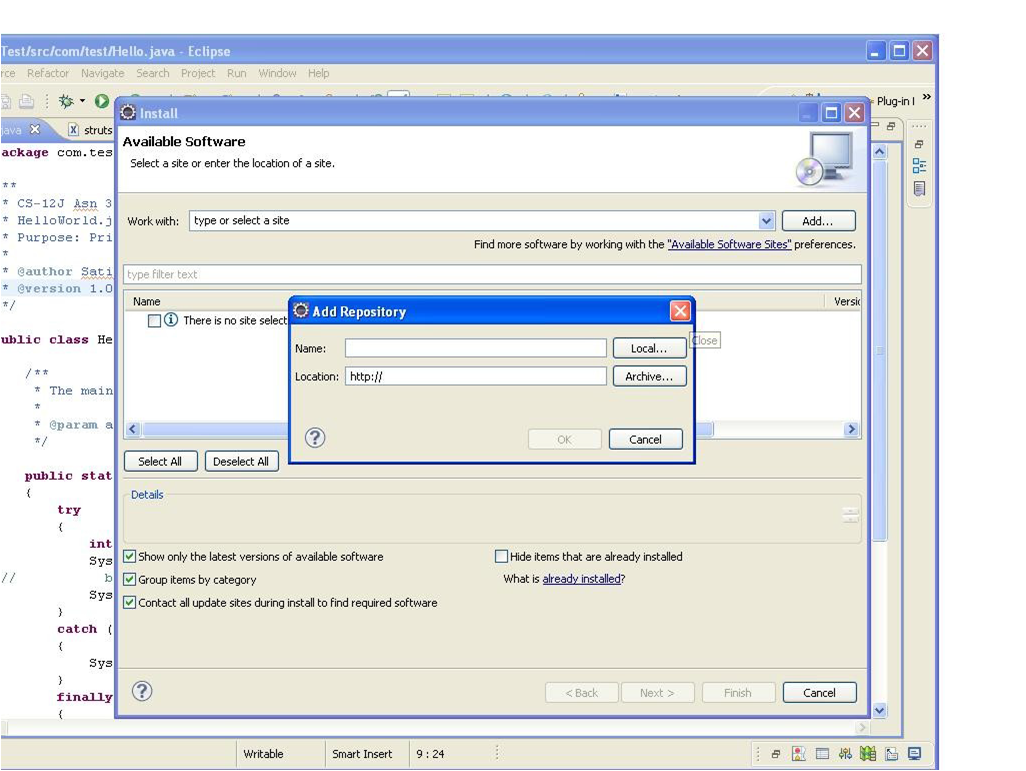 Test/src/com/test/Hello.java - Eclipse
rce Refactor Navigate Search Project Run Window Help
Plug-in I »
java struts
Install
Available Software
Select a site or enter the location of a site.
Work with: type or select a site Add...
Find more software by working with the "Available Software Sites" preferences.
type filter text
Name Versic
There is no site select
Add Repository
Close
Name: Local...
Location: http:// Archive...
? OK Cancel
Select All Deselect All
Details
Show only the latest versions of available software Hide items that are already installed
Group items by category What is already installed?
Contact all update sites during install to find required software
? < Back Next > Finish Cancel
ackage com.tes
**
* CS-12J Asn 3
* HelloWorld.j
* Purpose: Pri
*
* @author Sati
* @version 1.0
*/
ublic class He
/**
* The main
*
* @param a
*/
public stat
{
try
{
int
Sys
// b
Sys
}
catch (
{
Sys
}
finally
{
Writable Smart Insert 9 : 24